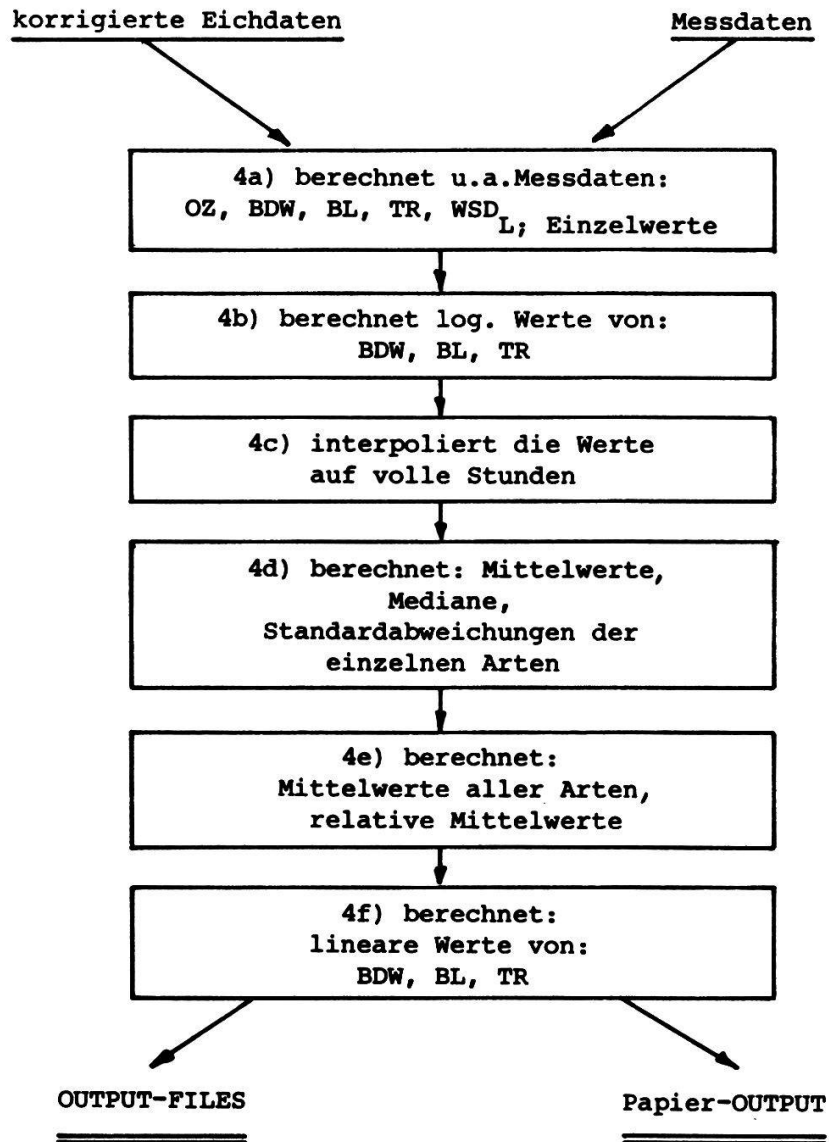 korrigierte Eichdaten
Messdaten
4a) berechnet u.a.Messdaten:
OZ, BDW, BL, TR, WSD_L; Einzelwerte
4b) berechnet log. Werte von:
BDW, BL, TR
4c) interpoliert die Werte
auf volle Stunden
4d) berechnet: Mittelwerte,
Mediane,
Standardabweichungen der
einzelnen Arten
4e) berechnet:
Mittelwerte aller Arten,
relative Mittelwerte
4f) berechnet:
lineare Werte von:
BDW, BL, TR
OUTPUT-FILES
Papier-OUTPUT